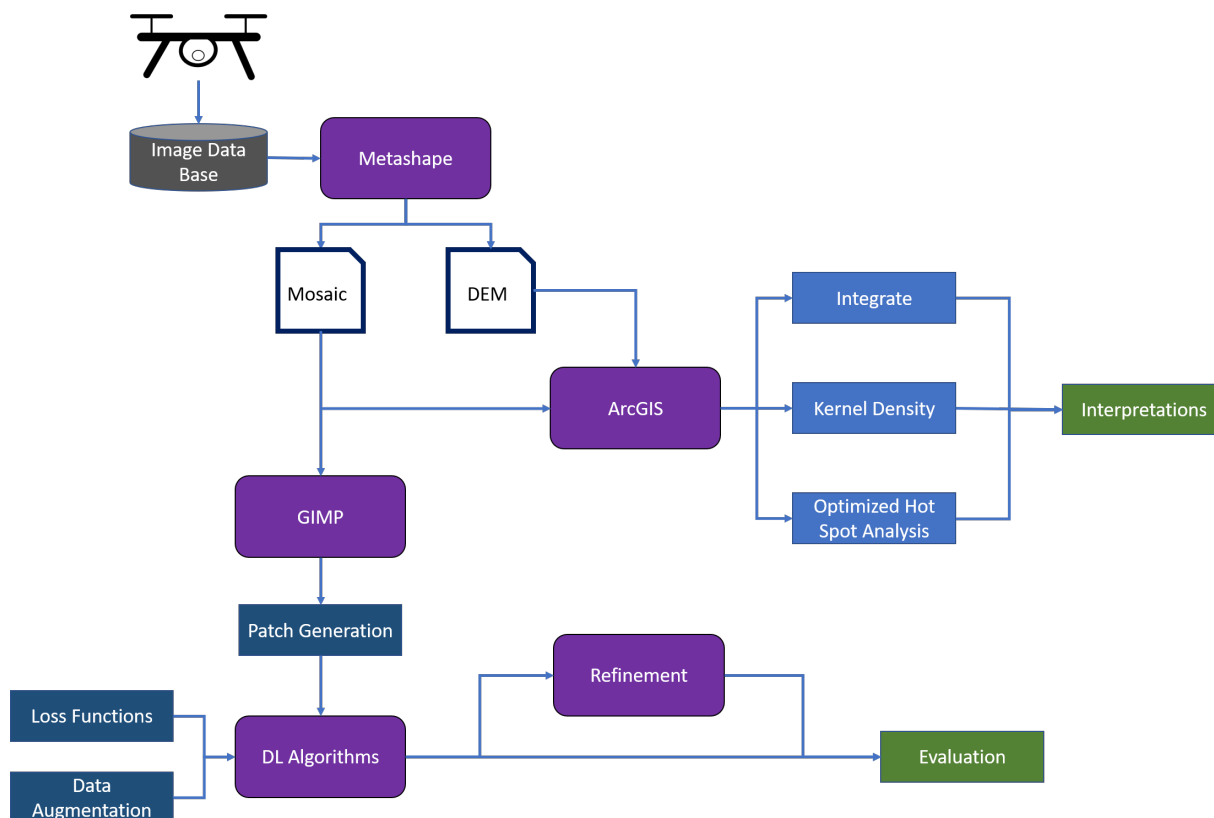 Image Data
Base
Metashape
Mosaic
DEM
Integrate
ArcGIS
Kernel Density
Interpretations
GIMP
Optimized Hot
Spot Analysis
Patch Generation
Refinement
Loss Functions
DL Algorithms
Evaluation
Data
Augmentation